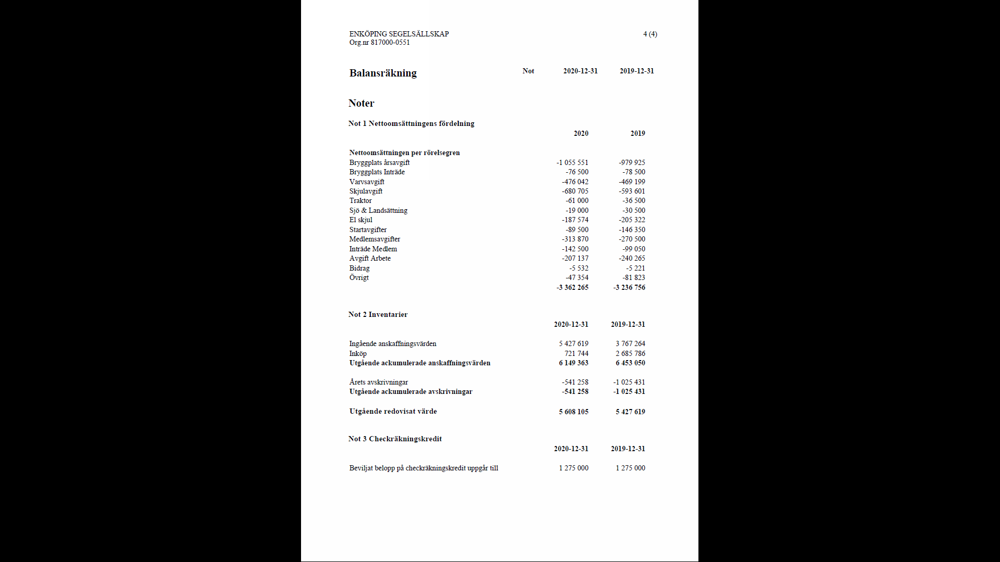 ENKÖPING SEGELSÄLLSKAP 4 (4)
Org.nr 817000-0551
Balansräkning Not 2020-12-31 2019-12-31
Noter
Not 1 Nettoomsättningens fördelning
2020 2019
Nettoomsättningen per rörelsegren
Bryggplats årsavgift -1 055 551 -979 925
Bryggplats Inträde -76 500 -78 500
Varvsavgift -476 042 -469 199
Skjulavgift -680 705 -593 601
Traktor -61 000 -36 500
Sjö & Landsättning -19 000 -30 500
El skjul -187 574 -205 322
Startavgifter -89 500 -146 350
Medlemsavgifter -313 870 -270 500
Inträde Medlem -142 500 -99 050
Avgift Arbete -207 137 -240 265
Bidrag -5 532 -5 221
Övrigt -47 354 -81 823
-3 362 265 -3 236 756
Not 2 Inventarier
2020-12-31 2019-12-31
Ingående anskaffningsvärden 5 427 619 3 767 264
Inköp 721 744 2 685 786
Utgående ackumulerade anskaffningsvärden 6 149 363 6 453 050
Årets avskrivningar -541 258 -1 025 431
Utgående ackumulerade avskrivningar -541 258 -1 025 431
Utgående redovisat värde 5 608 105 5 427 619
Not 3 Checkräkningskredit
2020-12-31 2019-12-31
Beviljat belopp på checkräkningskredit uppgår till 1 275 000 1 275 000